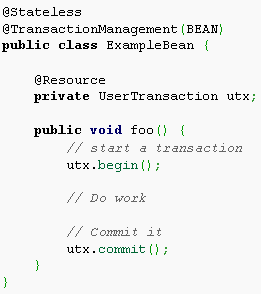 @Stateless
@TransactionManagement(BEAN)
public class ExampleBean {
@Resource
private UserTransaction utx;
public void foo() {
// start a transaction
utx.begin();
// Do work
// Commit it
utx.commit();
}
}